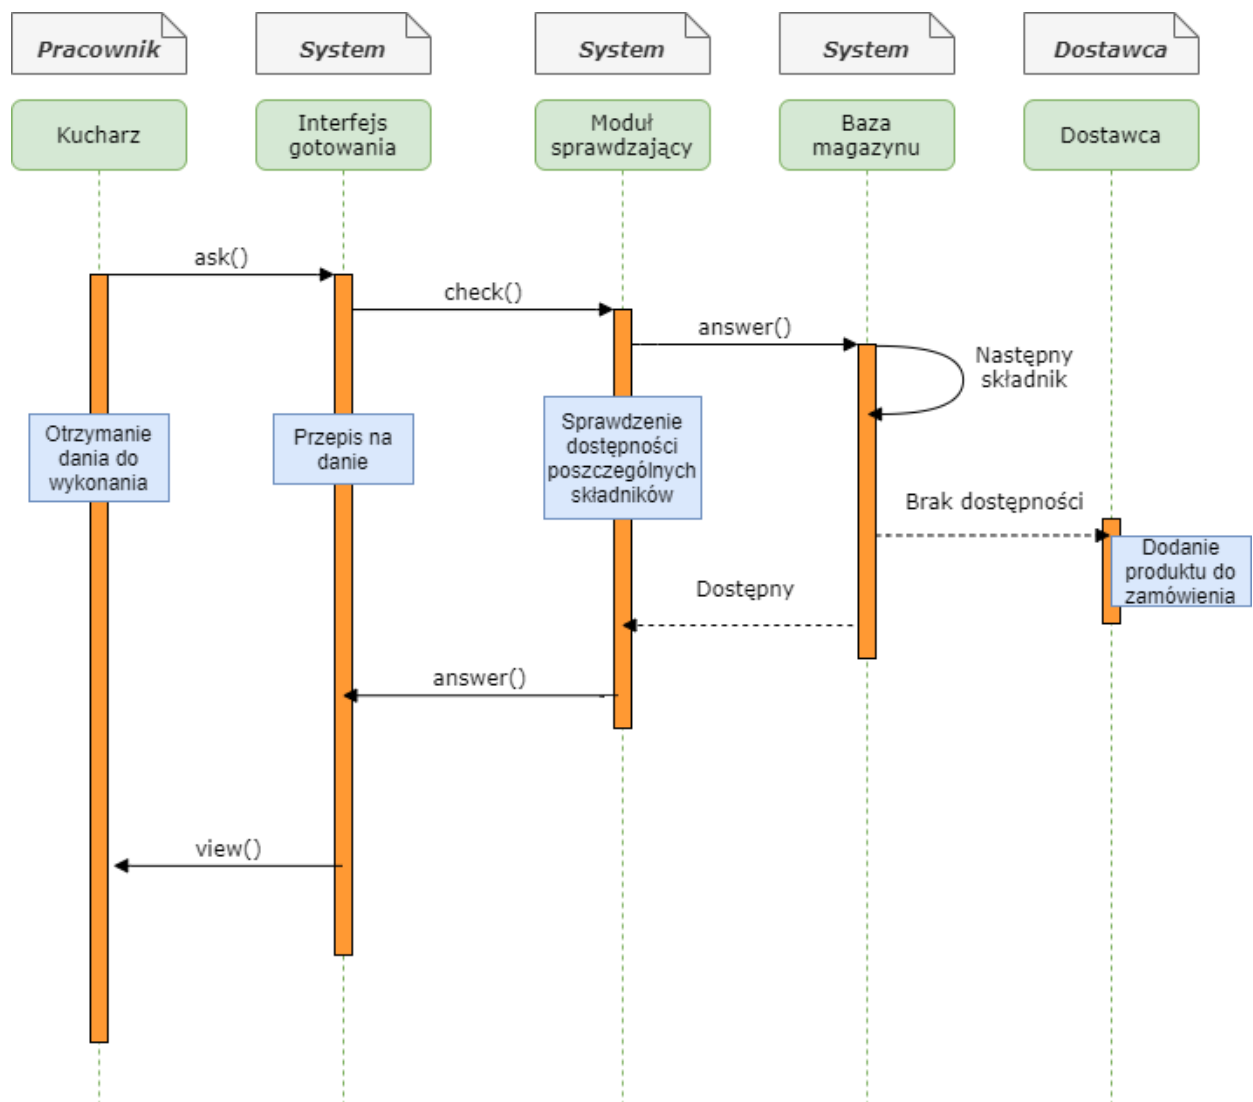 Pracownik
System
System
System
Dostawca
Kucharz
Interfejs
gotowania
Moduł
sprawdzający
Baza
magazynu
Dostawca
ask()
check()
answer()
Następny
składnik
Otrzymanie
dania do
wykonania
Przepis na
danie
Sprawdzenie
dostępności
poszczególnych
składników
Brak dostępności
Dodanie
produktu do
zamówienia
Dostępny
answer()
view()